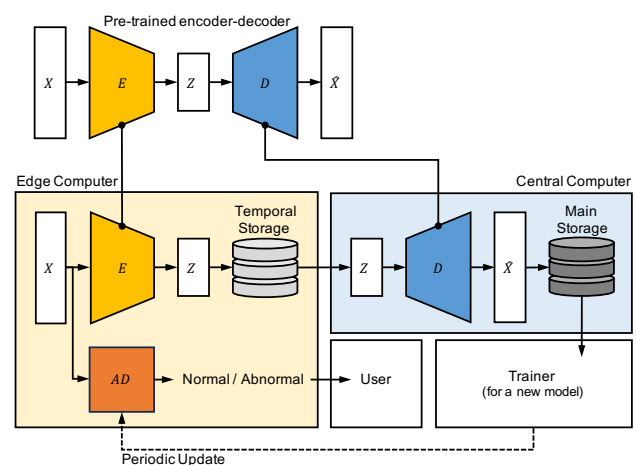 Pre-trained encoder-decoder
X
E
Z
D
X̂
Edge Computer
Central Computer
Temporal
Storage
Main
Storage
X
E
Z
Z
D
X̂
AD
Normal / Abnormal
User
Trainer
(for a new model)
Periodic Update